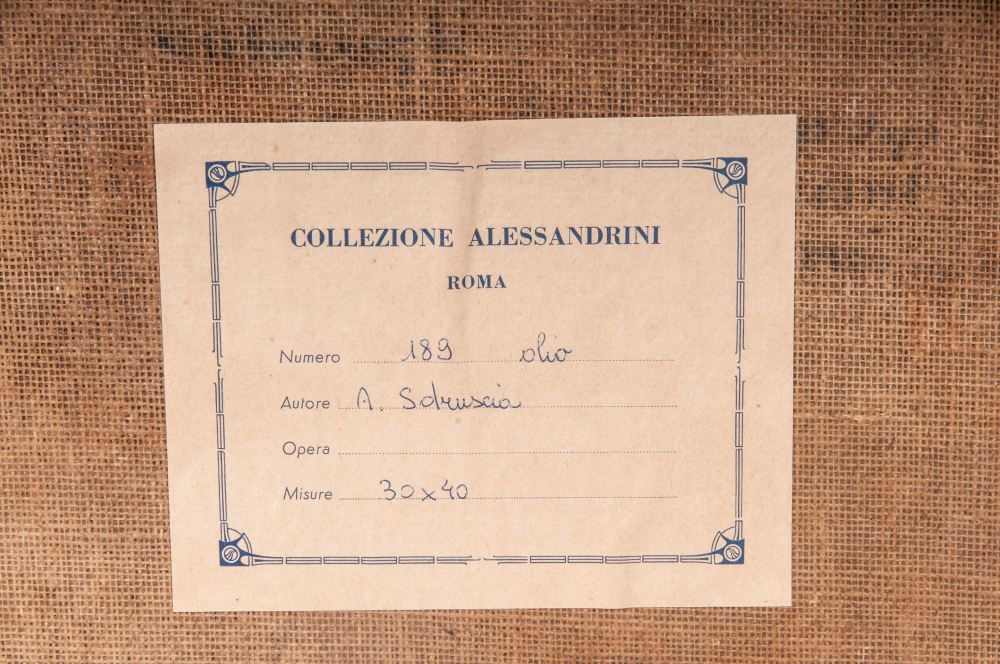 COLLEZIONE ALESSANDRINI
ROMA
Numero 189 olio
Autore A. Sdruscia
Opera
Misure 30x40